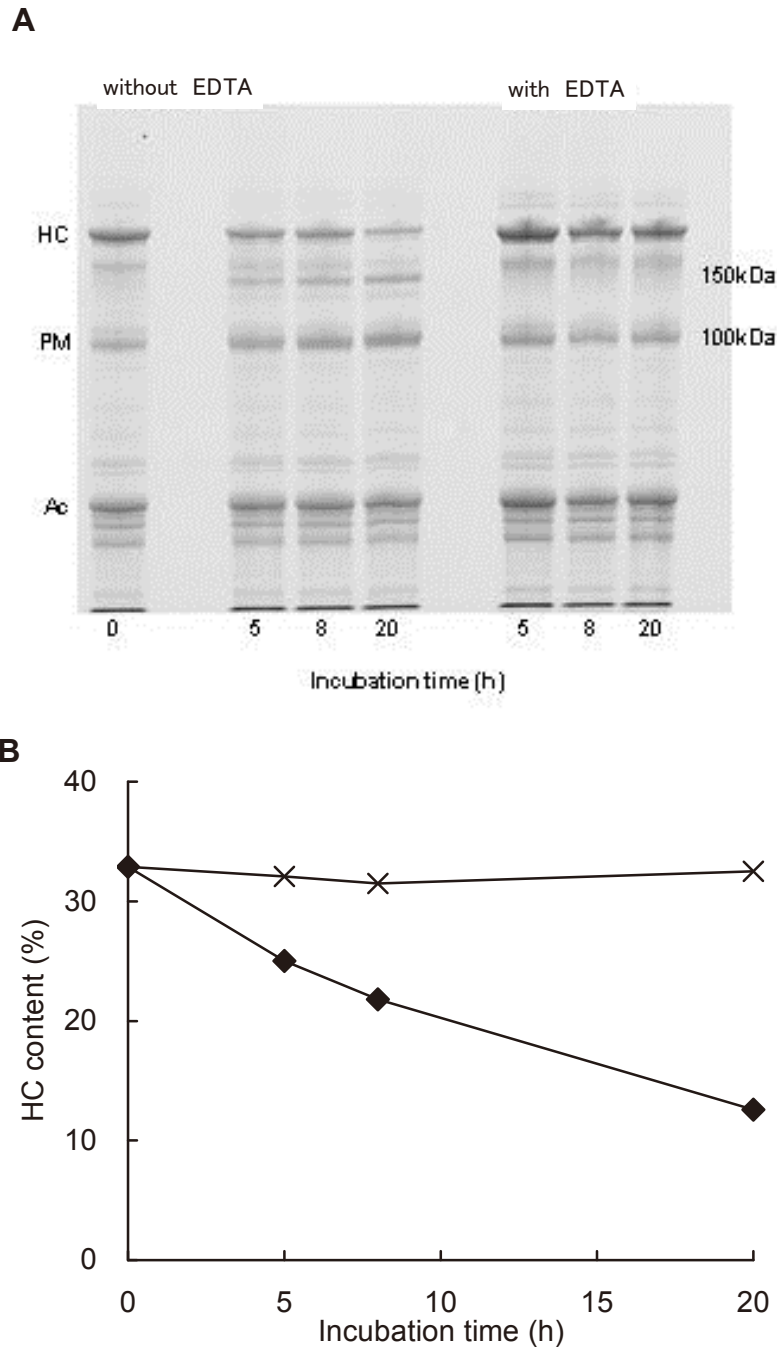 A
without EDTA with EDTA
HC
150kDa
PM 100kDa
Ac
0 5 8 20 5 8 20
Incubation time (h)
B
40
30
20
10
0
HC content (%)
0 5 10 15 20
Incubation time (h)